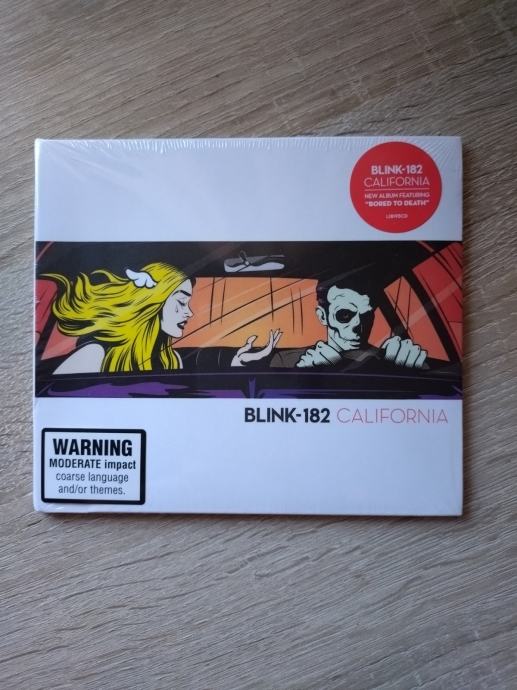 BLINK-182
CALIFORNIA
NEW ALBUM FEATURING
"BORED TO DEATH"
LIB195CD
BLINK-182 CALIFORNIA
WARNING
MODERATE impact
coarse language
and/or themes.